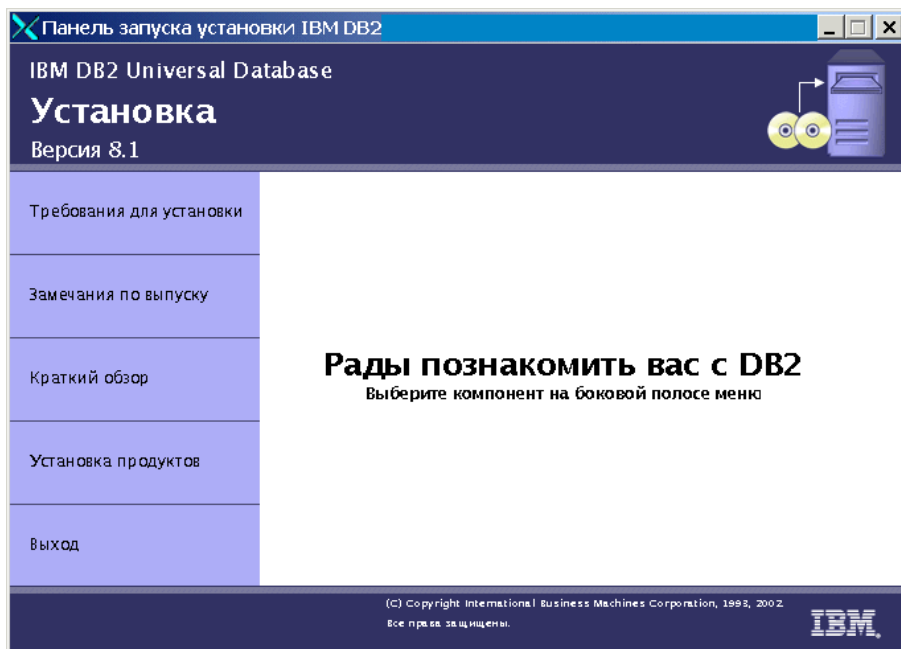 Панель запуска установки IBM DB2
IBM DB2 Universal Database
Установка
Версия 8.1
Требования для установки
Замечания по выпуску
Краткий обзор
Установка продуктов
Выход
Рады познакомить вас с DB2
Выберите компонент на боковой полосе меню
(C) Copyright International Business Machines Corporation, 1993, 2002
Все права защищены.
IBM.